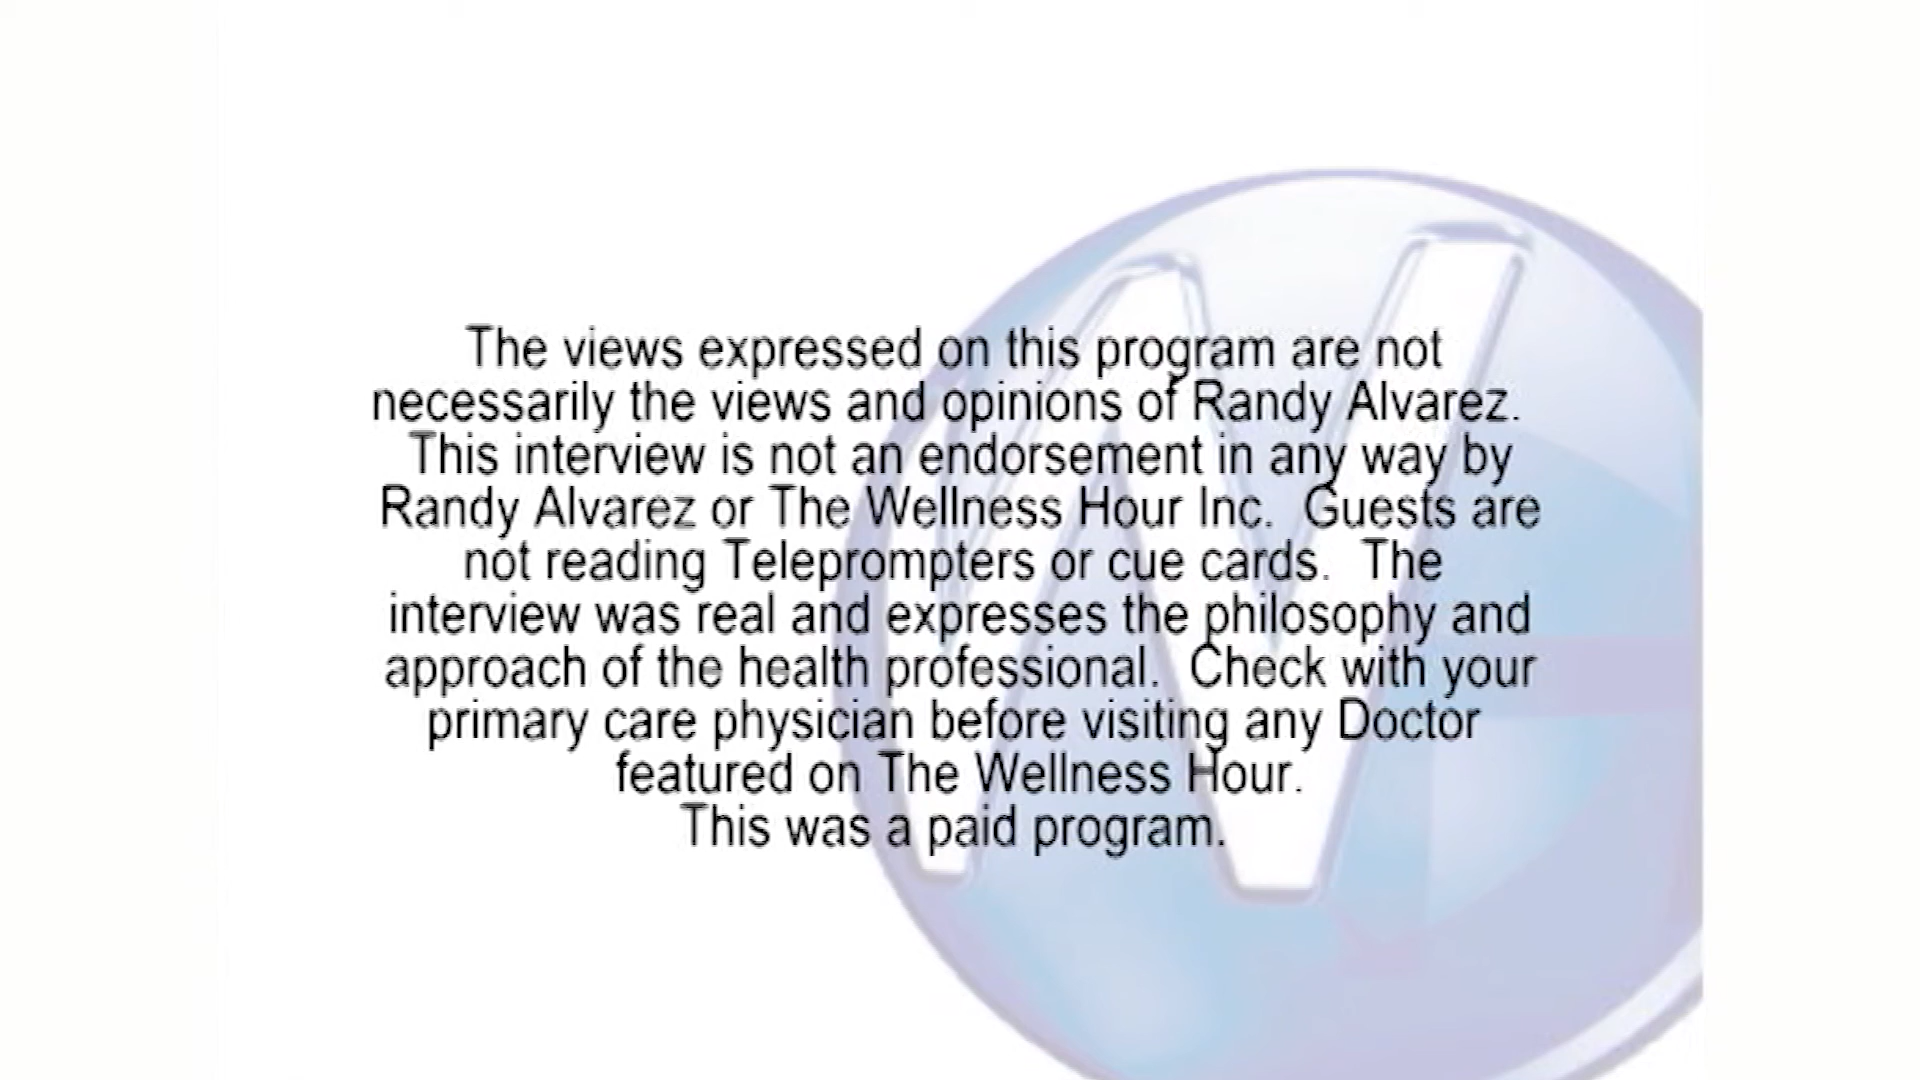 The views expressed on this program are not
necessarily the views and opinions of Randy Alvarez.
This interview is not an endorsement in any way by
Randy Alvarez or The Wellness Hour Inc.  Guests are
not reading Teleprompters or cue cards.  The
interview was real and expresses the philosophy and
approach of the health professional.  Check with your
primary care physician before visiting any Doctor
featured on The Wellness Hour.
This was a paid program.